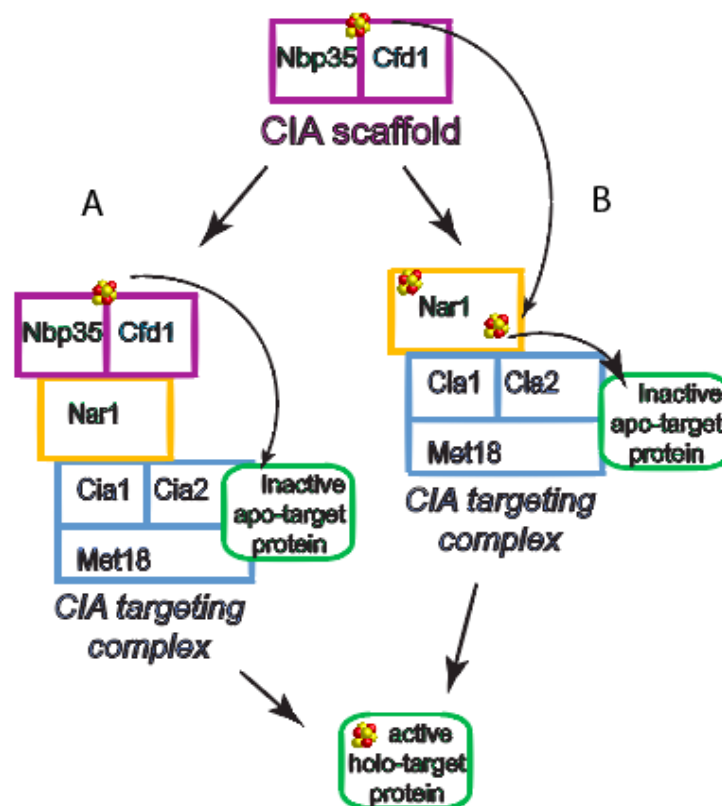 Nbp35 Cfd1
CIA scaffold
A
B
Nbp35 Cfd1
Nar1
Cia1 Cia2
Met18
Inactive
apo-target
protein
CIA targeting
complex
Nar1
Cia1 Cia2
Met18
Inactive
apo-target
protein
CIA targeting
complex
active
holo-target
protein